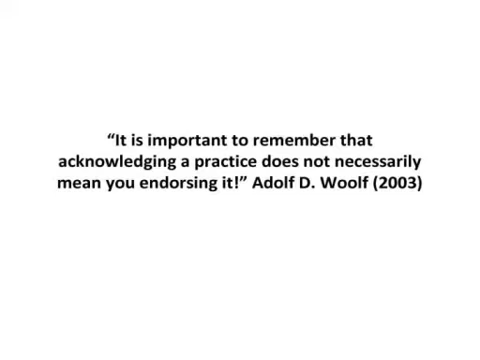 “It is important to remember that
acknowledging a practice does not necessarily
mean you endorsing it!” Adolf D. Woolf (2003)